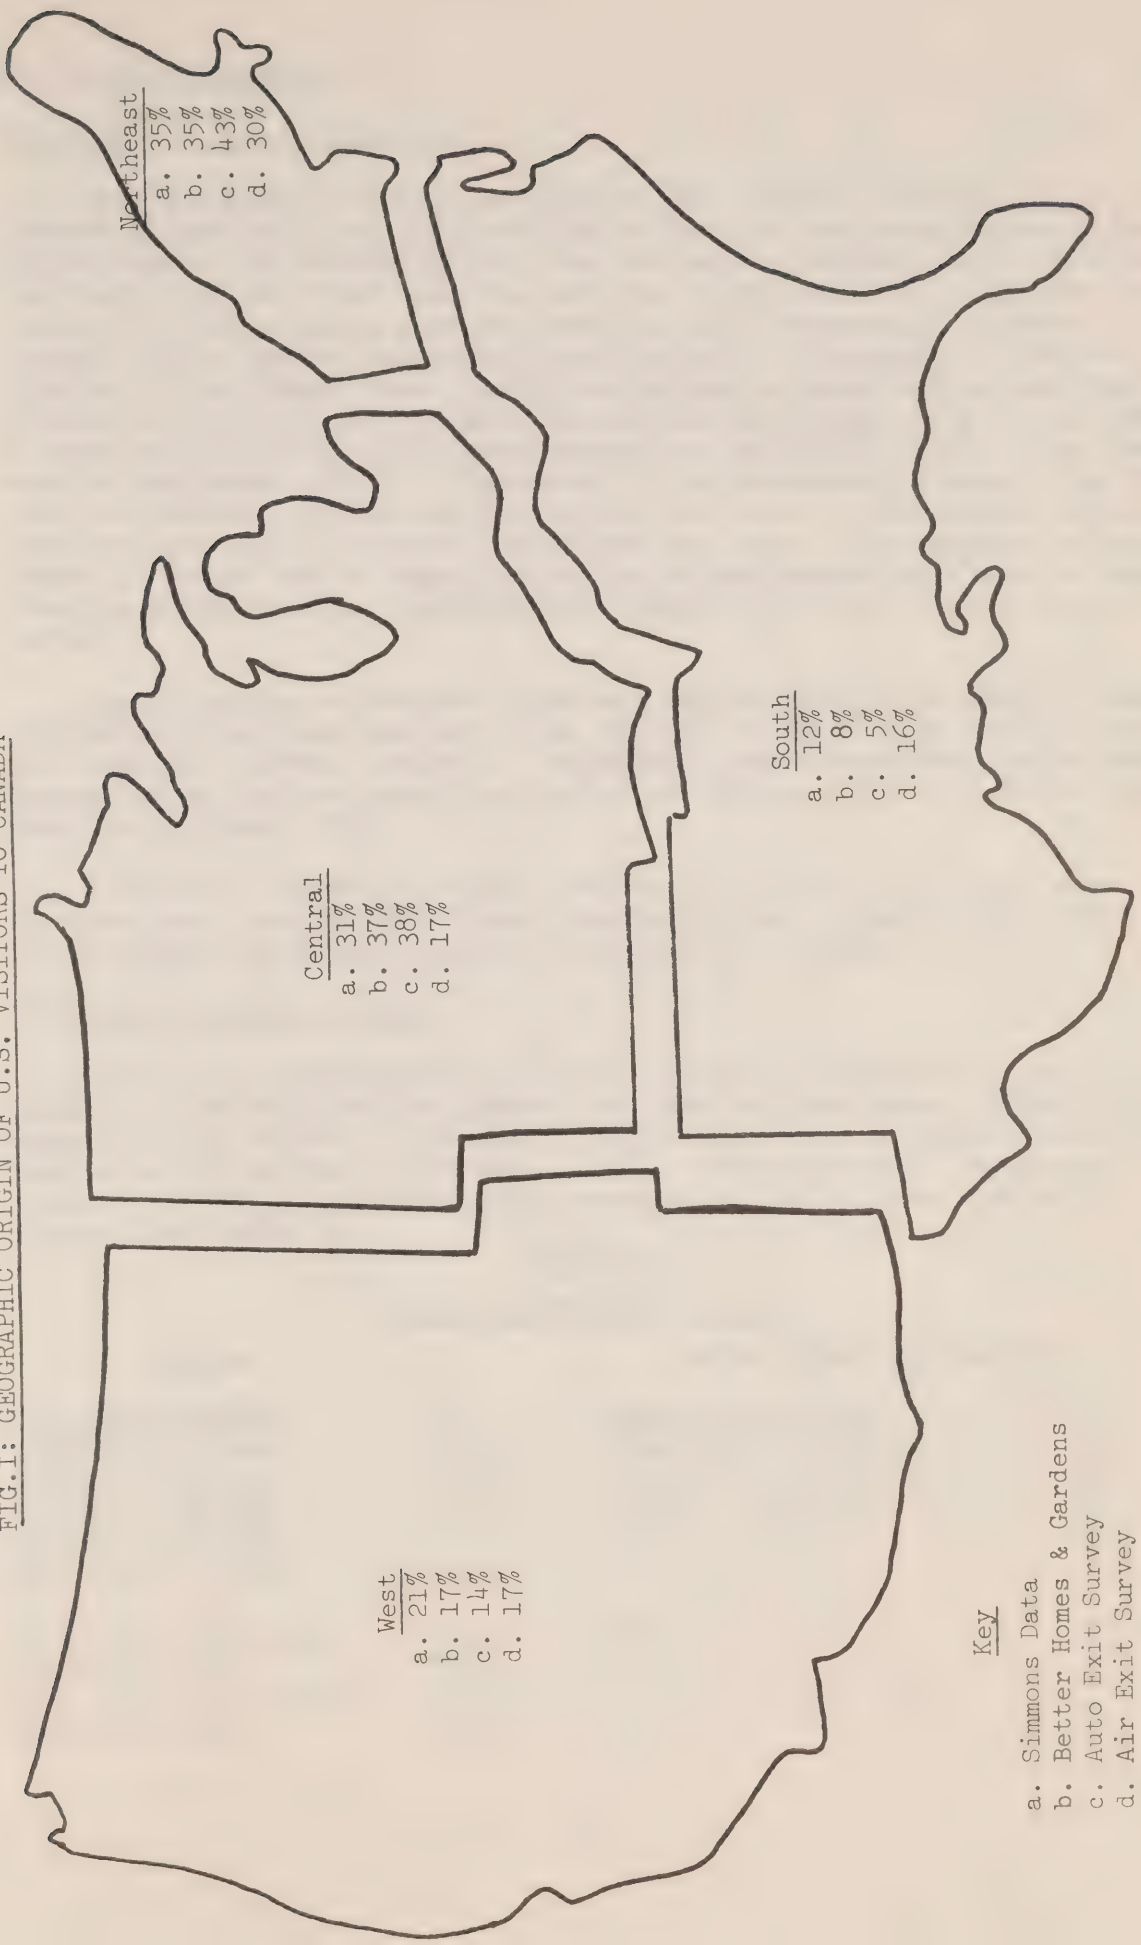 FIG.1: GEOGRAPHIC ORIGIN OF U.S. VISITORS TO CANADA
Northeast
a. 35%
b. 35%
c. 43%
d. 30%
Central
a. 31%
b. 37%
c. 38%
d. 17%
West
a. 21%
b. 17%
c. 14%
d. 17%
South
a. 12%
b. 8%
c. 5%
d. 16%
Key
a. Simmons Data
b. Better Homes & Gardens
c. Auto Exit Survey
d. Air Exit Survey